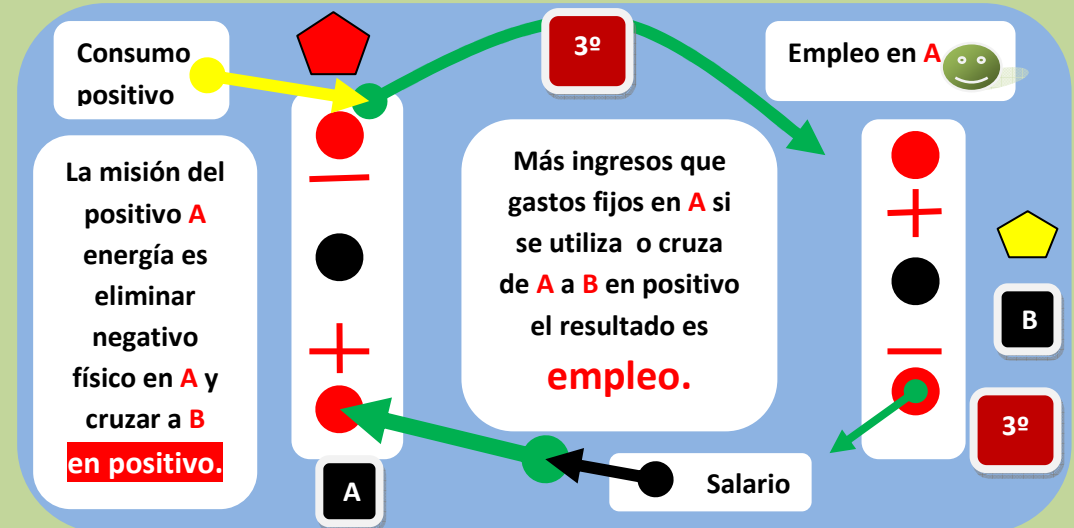 Consumo
positivo
3º
Empleo en A
La misión del
positivo A
energía es
eliminar
negativo
físico en A y
cruzar a B
en positivo.
Más ingresos que
gastos fijos en A si
se utiliza o cruza
de A a B en positivo
el resultado es
empleo.
B
3º
A
Salario